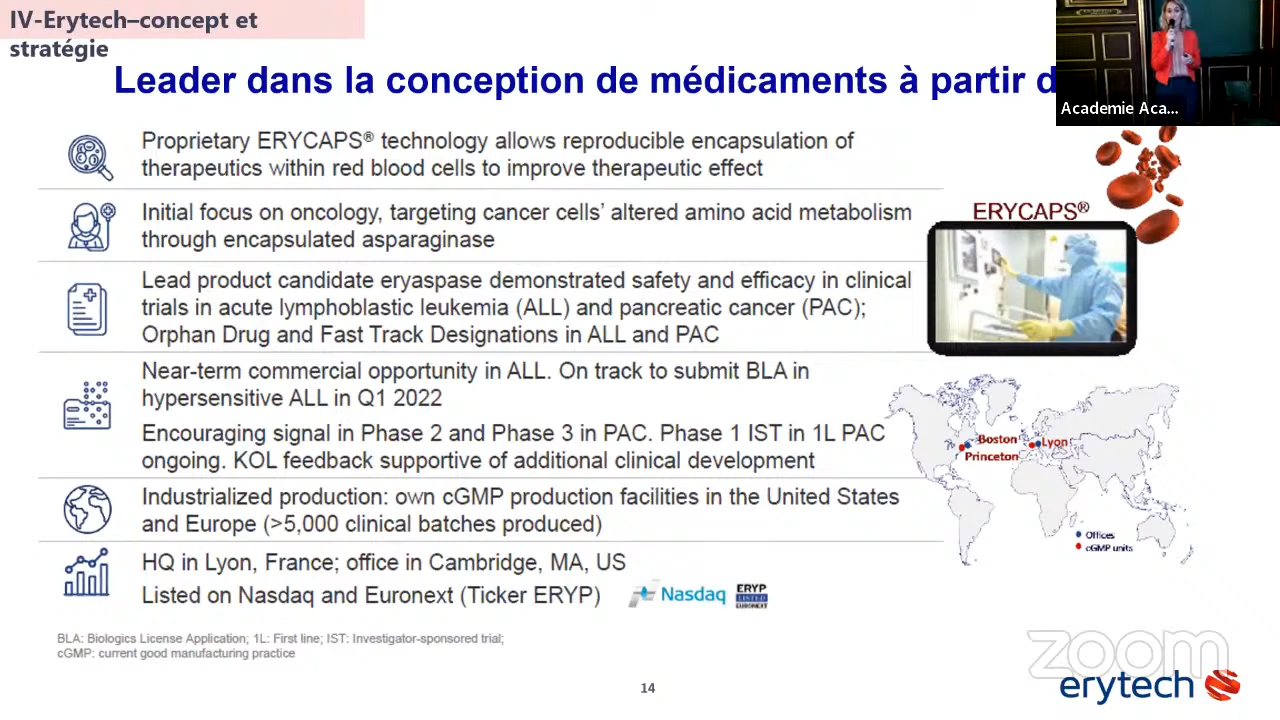 IV-Erytech–concept et
stratégie
Leader dans la conception de médicaments à partir d
Academie Aca...
Proprietary ERYCAPS® technology allows reproducible encapsulation of
therapeutics within red blood cells to improve therapeutic effect
Initial focus on oncology, targeting cancer cells' altered amino acid metabolism
through encapsulated asparaginase
ERYCAPS®
Lead product candidate eryaspase demonstrated safety and efficacy in clinical
trials in acute lymphoblastic leukemia (ALL) and pancreatic cancer (PAC);
Orphan Drug and Fast Track Designations in ALL and PAC
Near-term commercial opportunity in ALL. On track to submit BLA in
hypersensitive ALL in Q1 2022
Encouraging signal in Phase 2 and Phase 3 in PAC. Phase 1 IST in 1L PAC
ongoing. KOL feedback supportive of additional clinical development
Boston
Lyon
Princeton
Industrialized production: own cGMP production facilities in the United States
and Europe (>5,000 clinical batches produced)
Offices
cGMP units
HQ in Lyon, France; office in Cambridge, MA, US
Listed on Nasdaq and Euronext (Ticker ERYP)
Nasdaq
ERYP
LISTED
EURONEXT
BLA: Biologics License Application; 1L: First line; IST: Investigator-sponsored trial;
cGMP: current good manufacturing practice
14
zoom
erytech